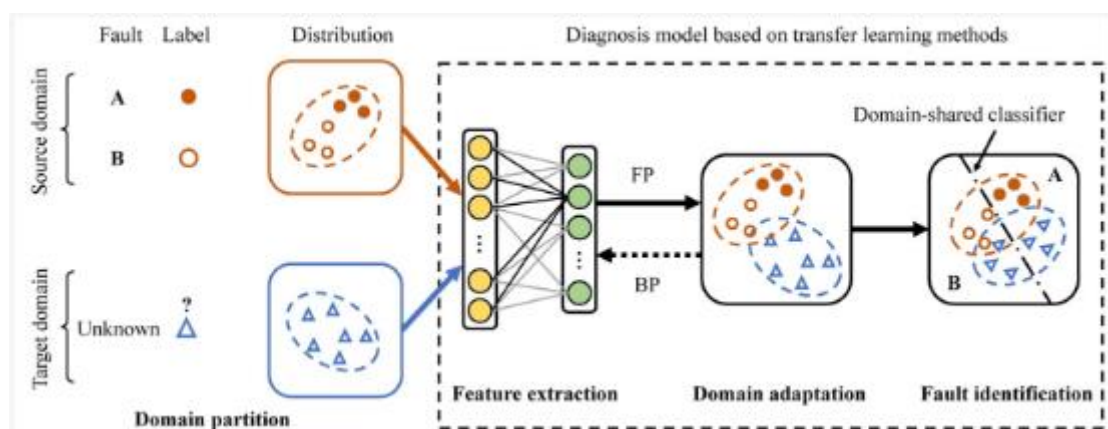 Fault Label Distribution Diagnosis model based on transfer learning methods
Source domain
A
B
Domain-shared classifier
FP
BP
A
B
Target domain
?
Unknown
Feature extraction Domain adaptation Fault identification
Domain partition